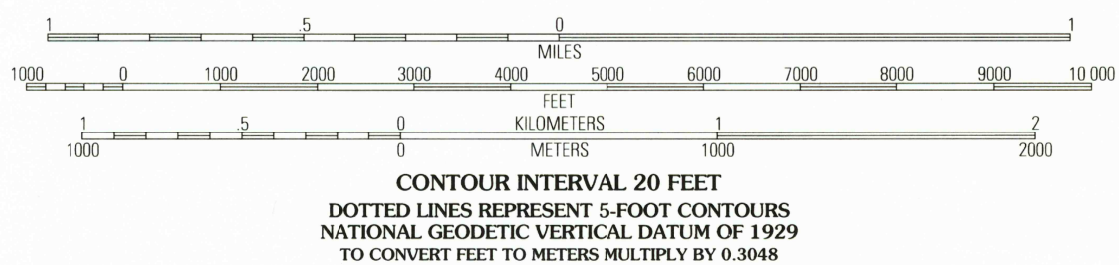 1 .5 0 1
MILES
1000 0 1000 2000 3000 4000 5000 6000 7000 8000 9000 10 000
FEET
1 .5 0 KILOMETERS 1 2
1000 0 METERS 1000 2000
CONTOUR INTERVAL 20 FEET
DOTTED LINES REPRESENT 5-FOOT CONTOURS
NATIONAL GEODETIC VERTICAL DATUM OF 1929
TO CONVERT FEET TO METERS MULTIPLY BY 0.3048